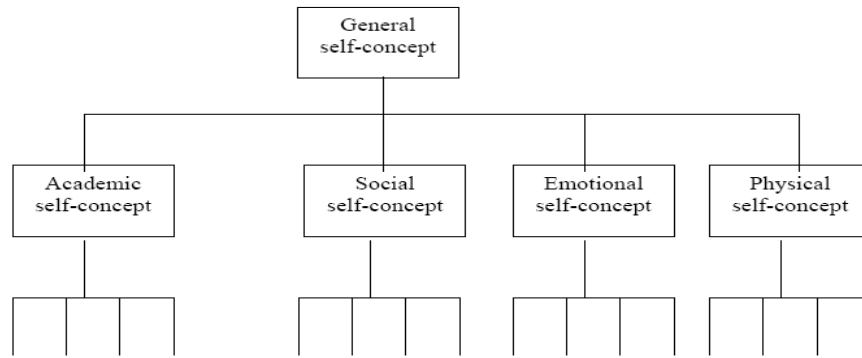 General
self-concept
Academic
self-concept
Social
self-concept
Emotional
self-concept
Physical
self-concept